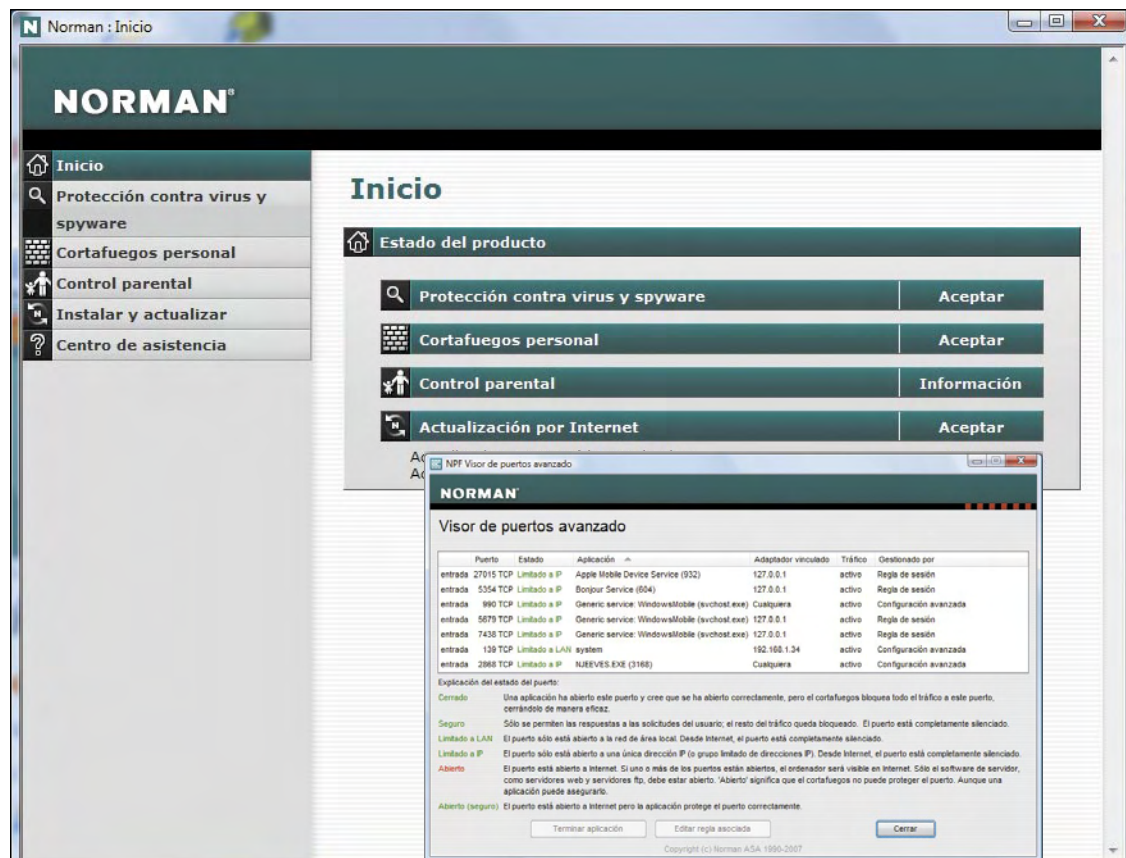 Norman : Inicio
NORMAN®
Inicio
Protección contra virus y
spyware
Cortafuegos personal
Control parental
Instalar y actualizar
Centro de asistencia
Inicio
Estado del producto
Protección contra virus y spyware Aceptar
Cortafuegos personal Aceptar
Control parental Información
Actualización por Internet Aceptar
NPF Visor de puertos avanzado
NORMAN
Visor de puertos avanzado
Puerto Estado Aplicación Adaptador vinculado Tráfico Gestionado por
entrada 27015 TCP Limitado a IP Apple Mobile Device Service (932) 127.0.0.1 activo Regla de sesión
entrada 5354 TCP Limitado a IP Bonjour Service (604) 127.0.0.1 activo Regla de sesión
entrada 990 TCP Limitado a IP Generic service: WindowsMobile (svchost.exe) Cualquiera activo Configuración avanzada
entrada 5679 TCP Limitado a IP Generic service: WindowsMobile (svchost.exe) 127.0.0.1 activo Regla de sesión
entrada 7438 TCP Limitado a IP Generic service: WindowsMobile (svchost.exe) 127.0.0.1 activo Regla de sesión
entrada 139 TCP Limitado a LAN system 192.168.1.34 activo Configuración avanzada
entrada 2868 TCP Limitado a IP NJEEVES.EXE (3168) Cualquiera activo Configuración avanzada
Explicación del estado del puerto:
Cerrado Una aplicación ha abierto este puerto y cree que se ha abierto correctamente, pero el cortafuegos bloquea todo el tráfico a este puerto,
cerrándolo de manera eficaz.
Seguro Sólo se permiten las respuestas a las solicitudes del usuario; el resto del tráfico queda bloqueado. El puerto está completamente silenciado.
Limitado a LAN El puerto sólo está abierto a la red de área local. Desde Internet, el puerto está completamente silenciado.
Limitado a IP El puerto sólo está abierto a una única dirección IP (o grupo limitado de direcciones IP). Desde Internet, el puerto está completamente silenciado.
Abierto El puerto está abierto a Internet. Si uno o más de los puertos están abiertos, el ordenador será visible en Internet. Sólo el software de servidor,
como servidores web y servidores ftp, debe estar abierto. 'Abierto' significa que el cortafuegos no puede proteger el puerto. Aunque una
aplicación puede asegurarlo.
Abierto (seguro) El puerto está abierto a Internet pero la aplicación protege el puerto correctamente.
Terminar aplicación Editar regla asociada Cerrar
Copyright (c) Norman ASA 1990-2007